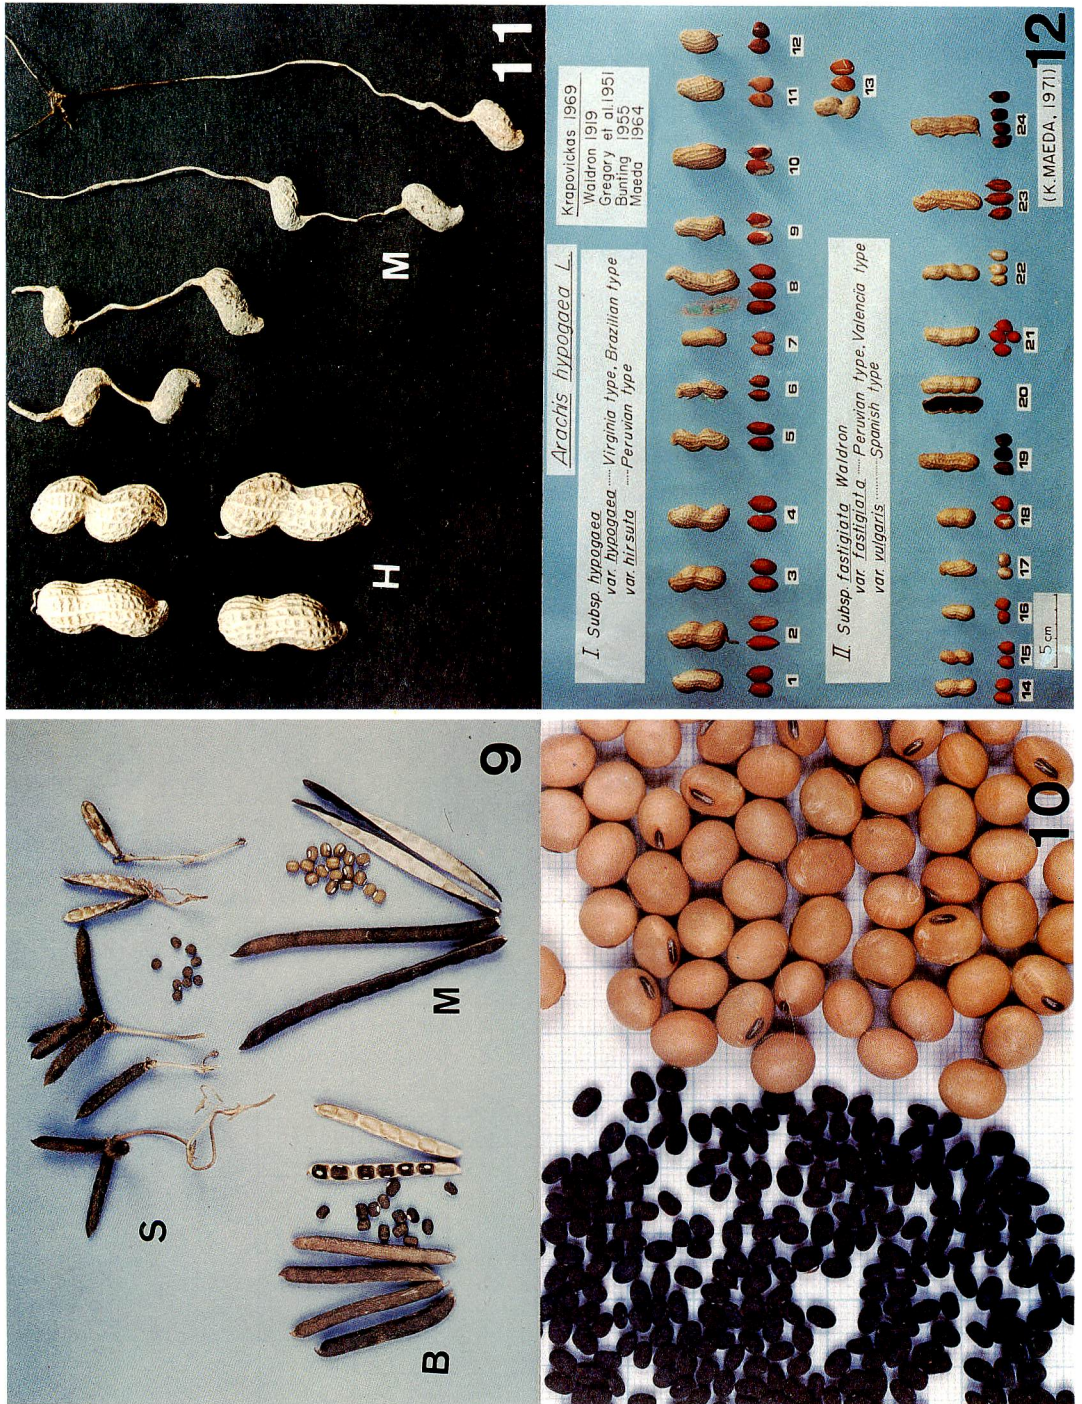 9
S
B
M
10
11
H
M
12
Arachis hypogaea L.
Krapovickas 1969
Waldron 1919
Gregory et al. 1951
Bunting 1955
Maeda 1964
I Subsp. hypogaea
var. hypogaea ······ Virginia type, Brazilian type
var. hirsuta ······ Peruvian type
1 2 3 4 5 6 7 8 9 10 11 12
13
II Subsp. fastigiata Waldron
var. fastigiata ······ Peruvian type, Valencia type
var. vulgaris ········· Spanish type
14 15 16 17 18 19 20 21 22 23 24
5 cm
(K.MAEDA, 1971)